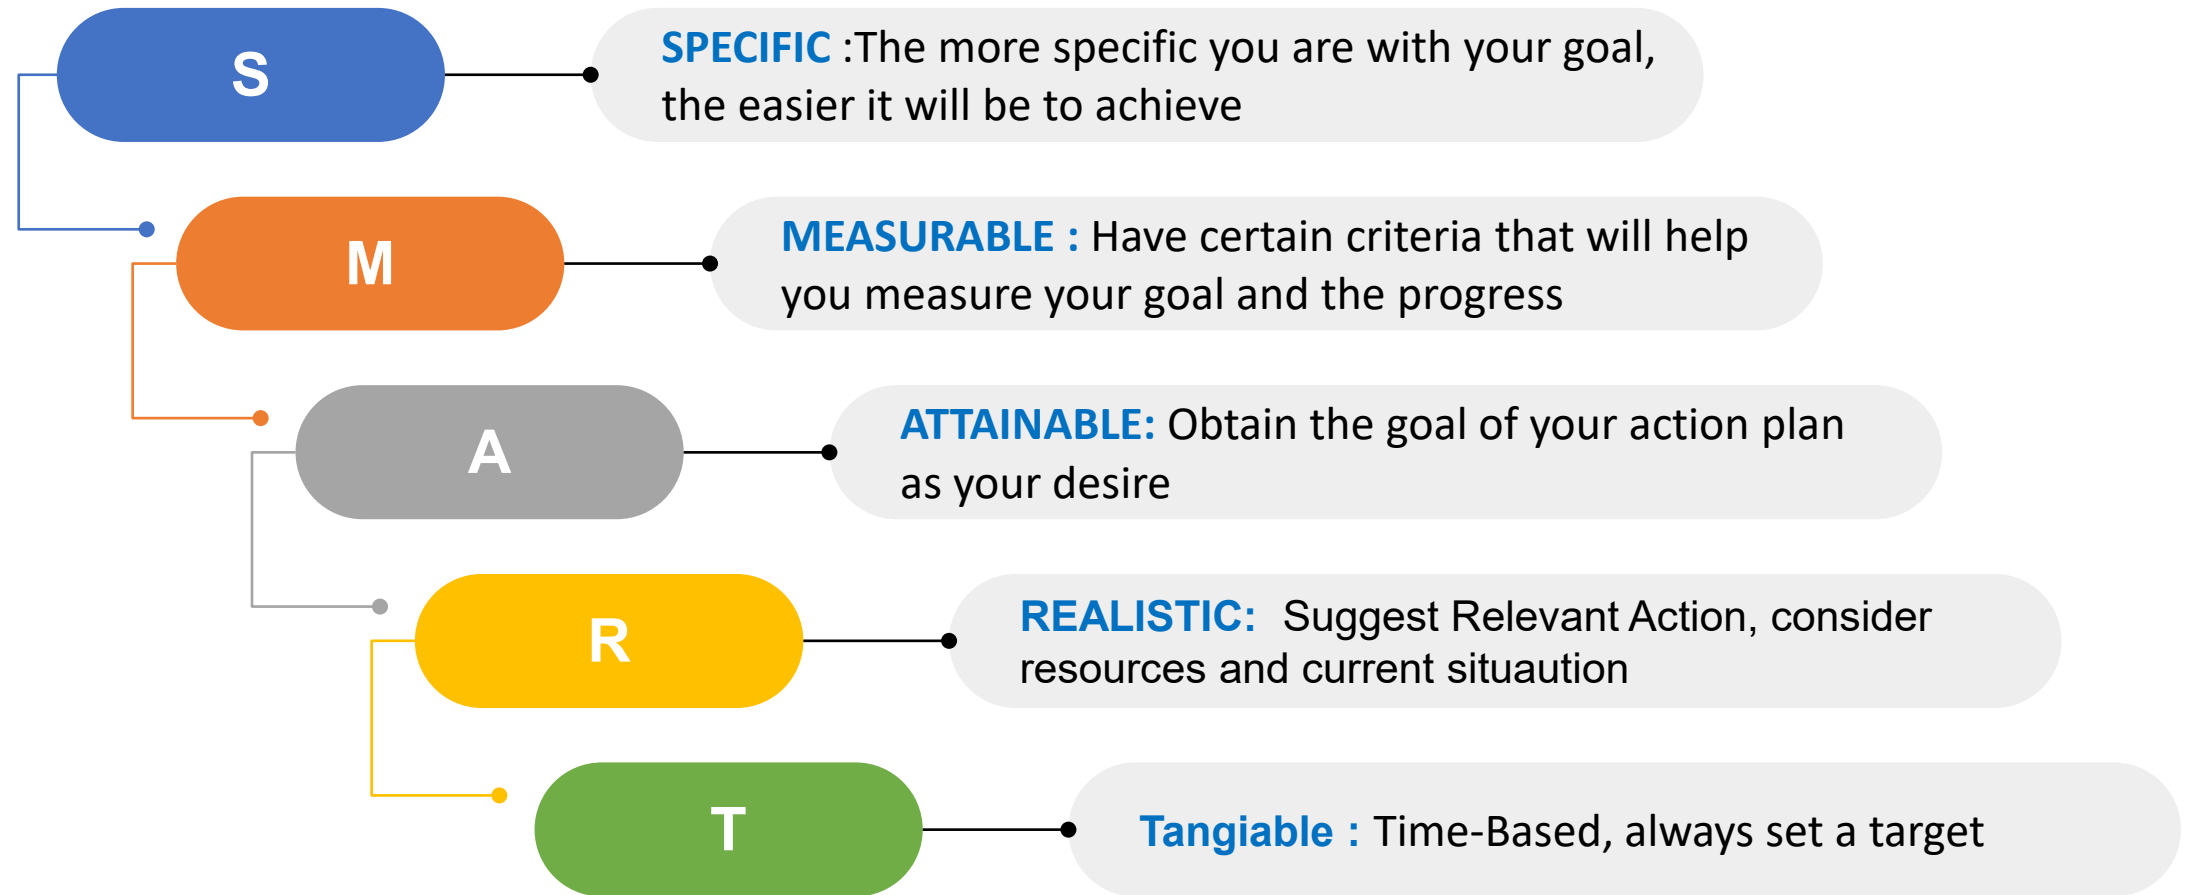 S
SPECIFIC :The more specific you are with your goal,
the easier it will be to achieve
M
MEASURABLE : Have certain criteria that will help
you measure your goal and the progress
A
ATTAINABLE: Obtain the goal of your action plan
as your desire
R
REALISTIC: Suggest Relevant Action, consider
resources and current situaution
T
Tangiable : Time-Based, always set a target